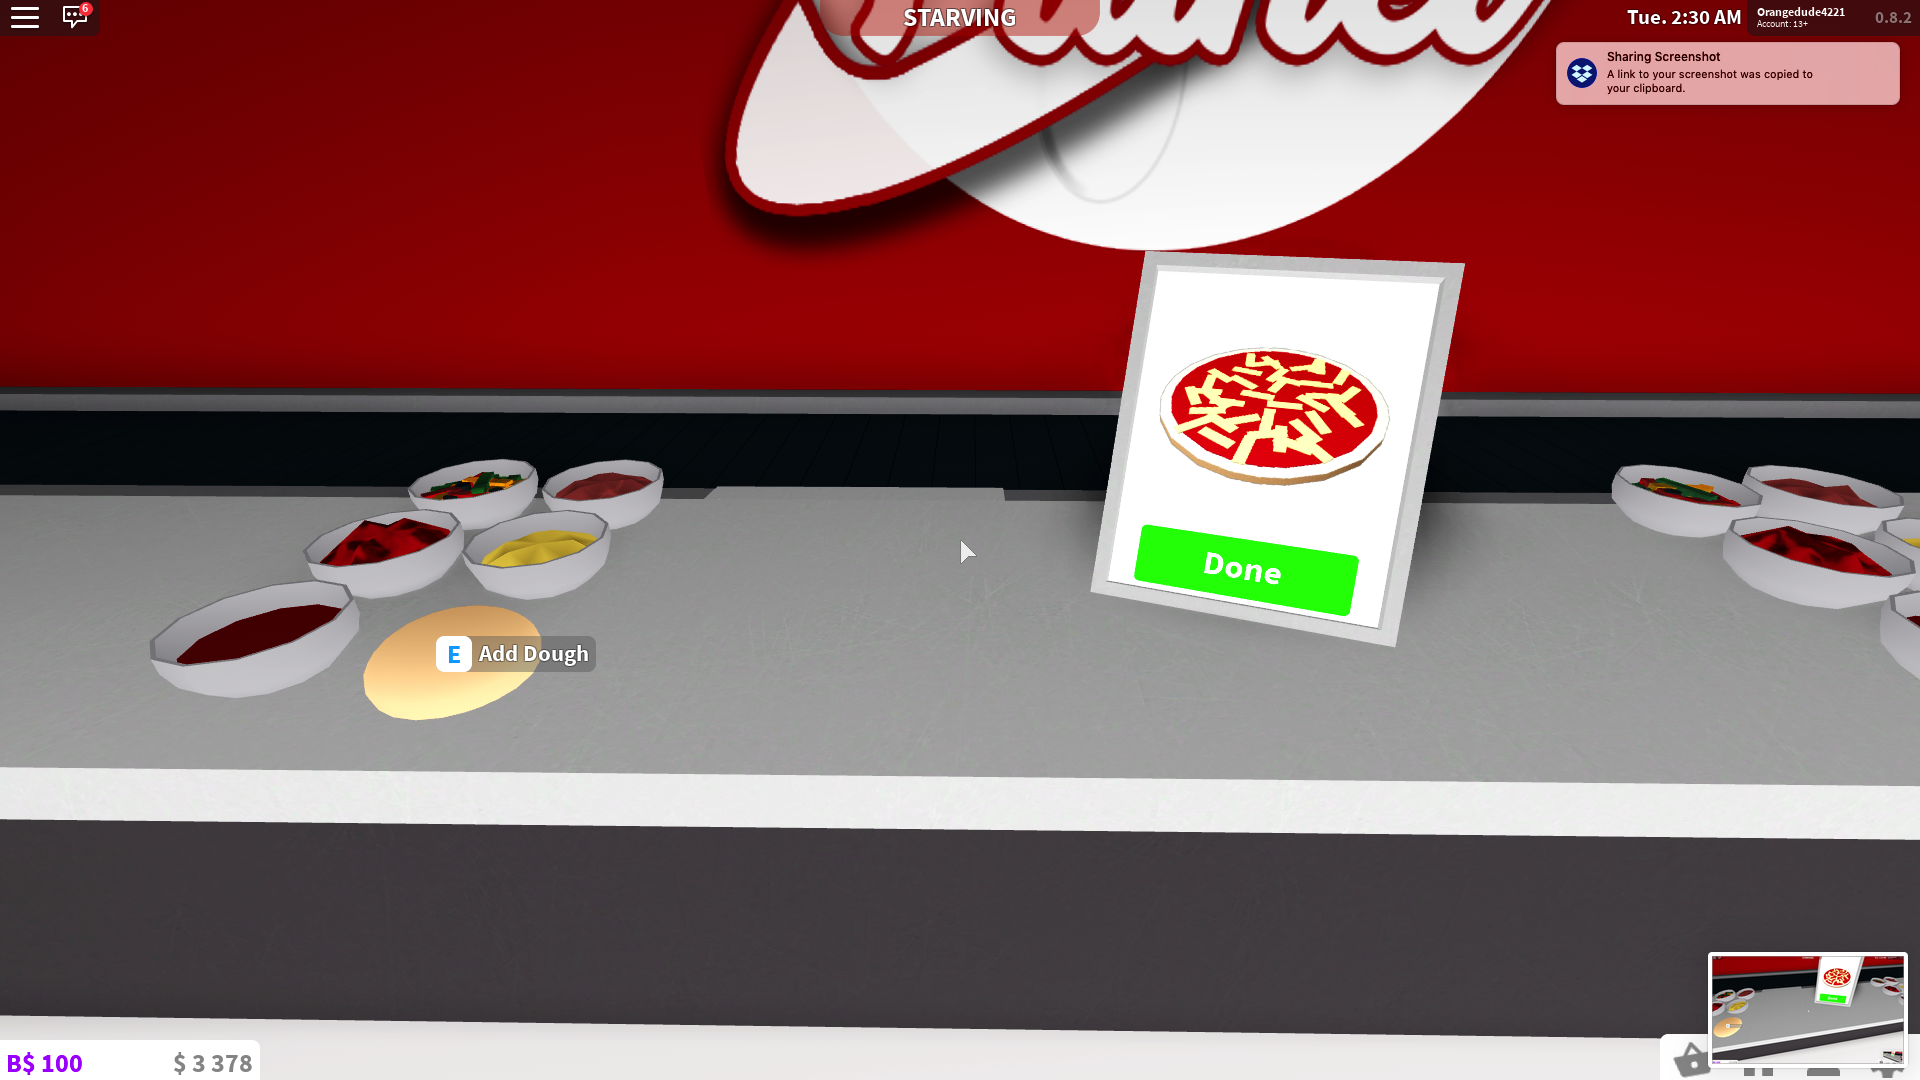 6
STARVING
Tue. 2:30 AM
Orangedude4221
Account: 13+
0.8.2
Planet
Sharing Screenshot
A link to your screenshot was copied to
your clipboard.
Done
E Add Dough
B$ 100
$ 3 378